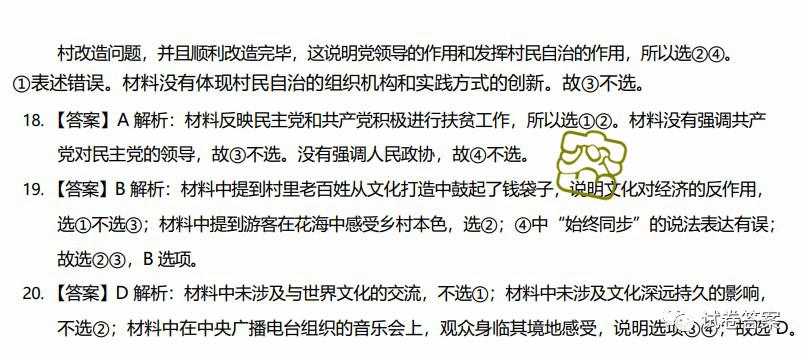 村改造问题，并且顺利改造完毕，这说明党领导的作用和发挥村民自治的作用，所以选②④。
①表述错误。材料没有体现村民自治的组织机构和实践方式的创新。故③不选。
18. 【答案】A 解析：材料反映民主党和共产党积极进行扶贫工作，所以选①②。材料没有强调共产
党对民主党的领导，故③不选。没有强调人民政协，故④不选。
19. 【答案】B 解析：材料中提到村里老百姓从文化打造中鼓起了钱袋子，说明文化对经济的反作用，
选①不选③；材料中提到游客在花海中感受乡村本色，选②；④中“始终同步”的说法表达有误；
故选②③，B 选项。
20. 【答案】D 解析：材料中未涉及与世界文化的交流，不选①；材料中未涉及文化深远持久的影响，
不选②；材料中在中央广播电台组织的音乐会上，观众身临其境地感受，说明选项③④；故选 D。
试卷答案